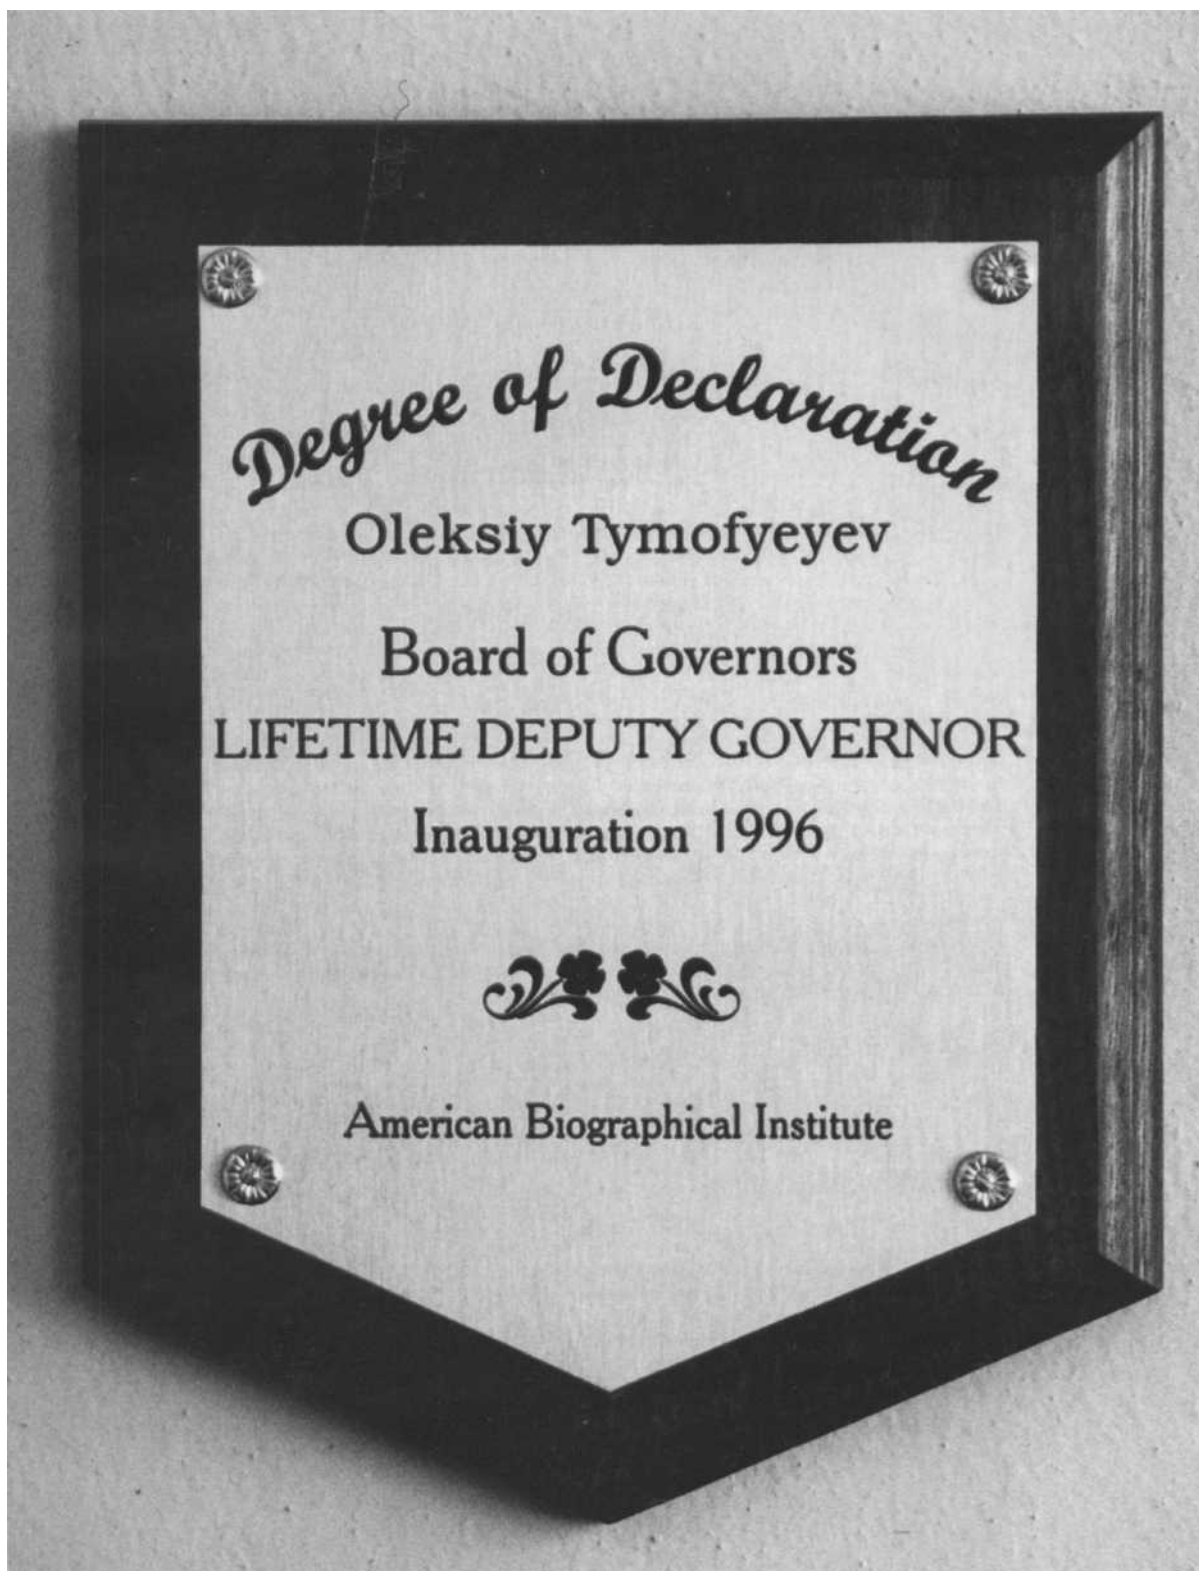 Degree of Declaration
Oleksiy Tymofyeyev
Board of Governors
LIFETIME DEPUTY GOVERNOR
Inauguration 1996
American Biographical Institute